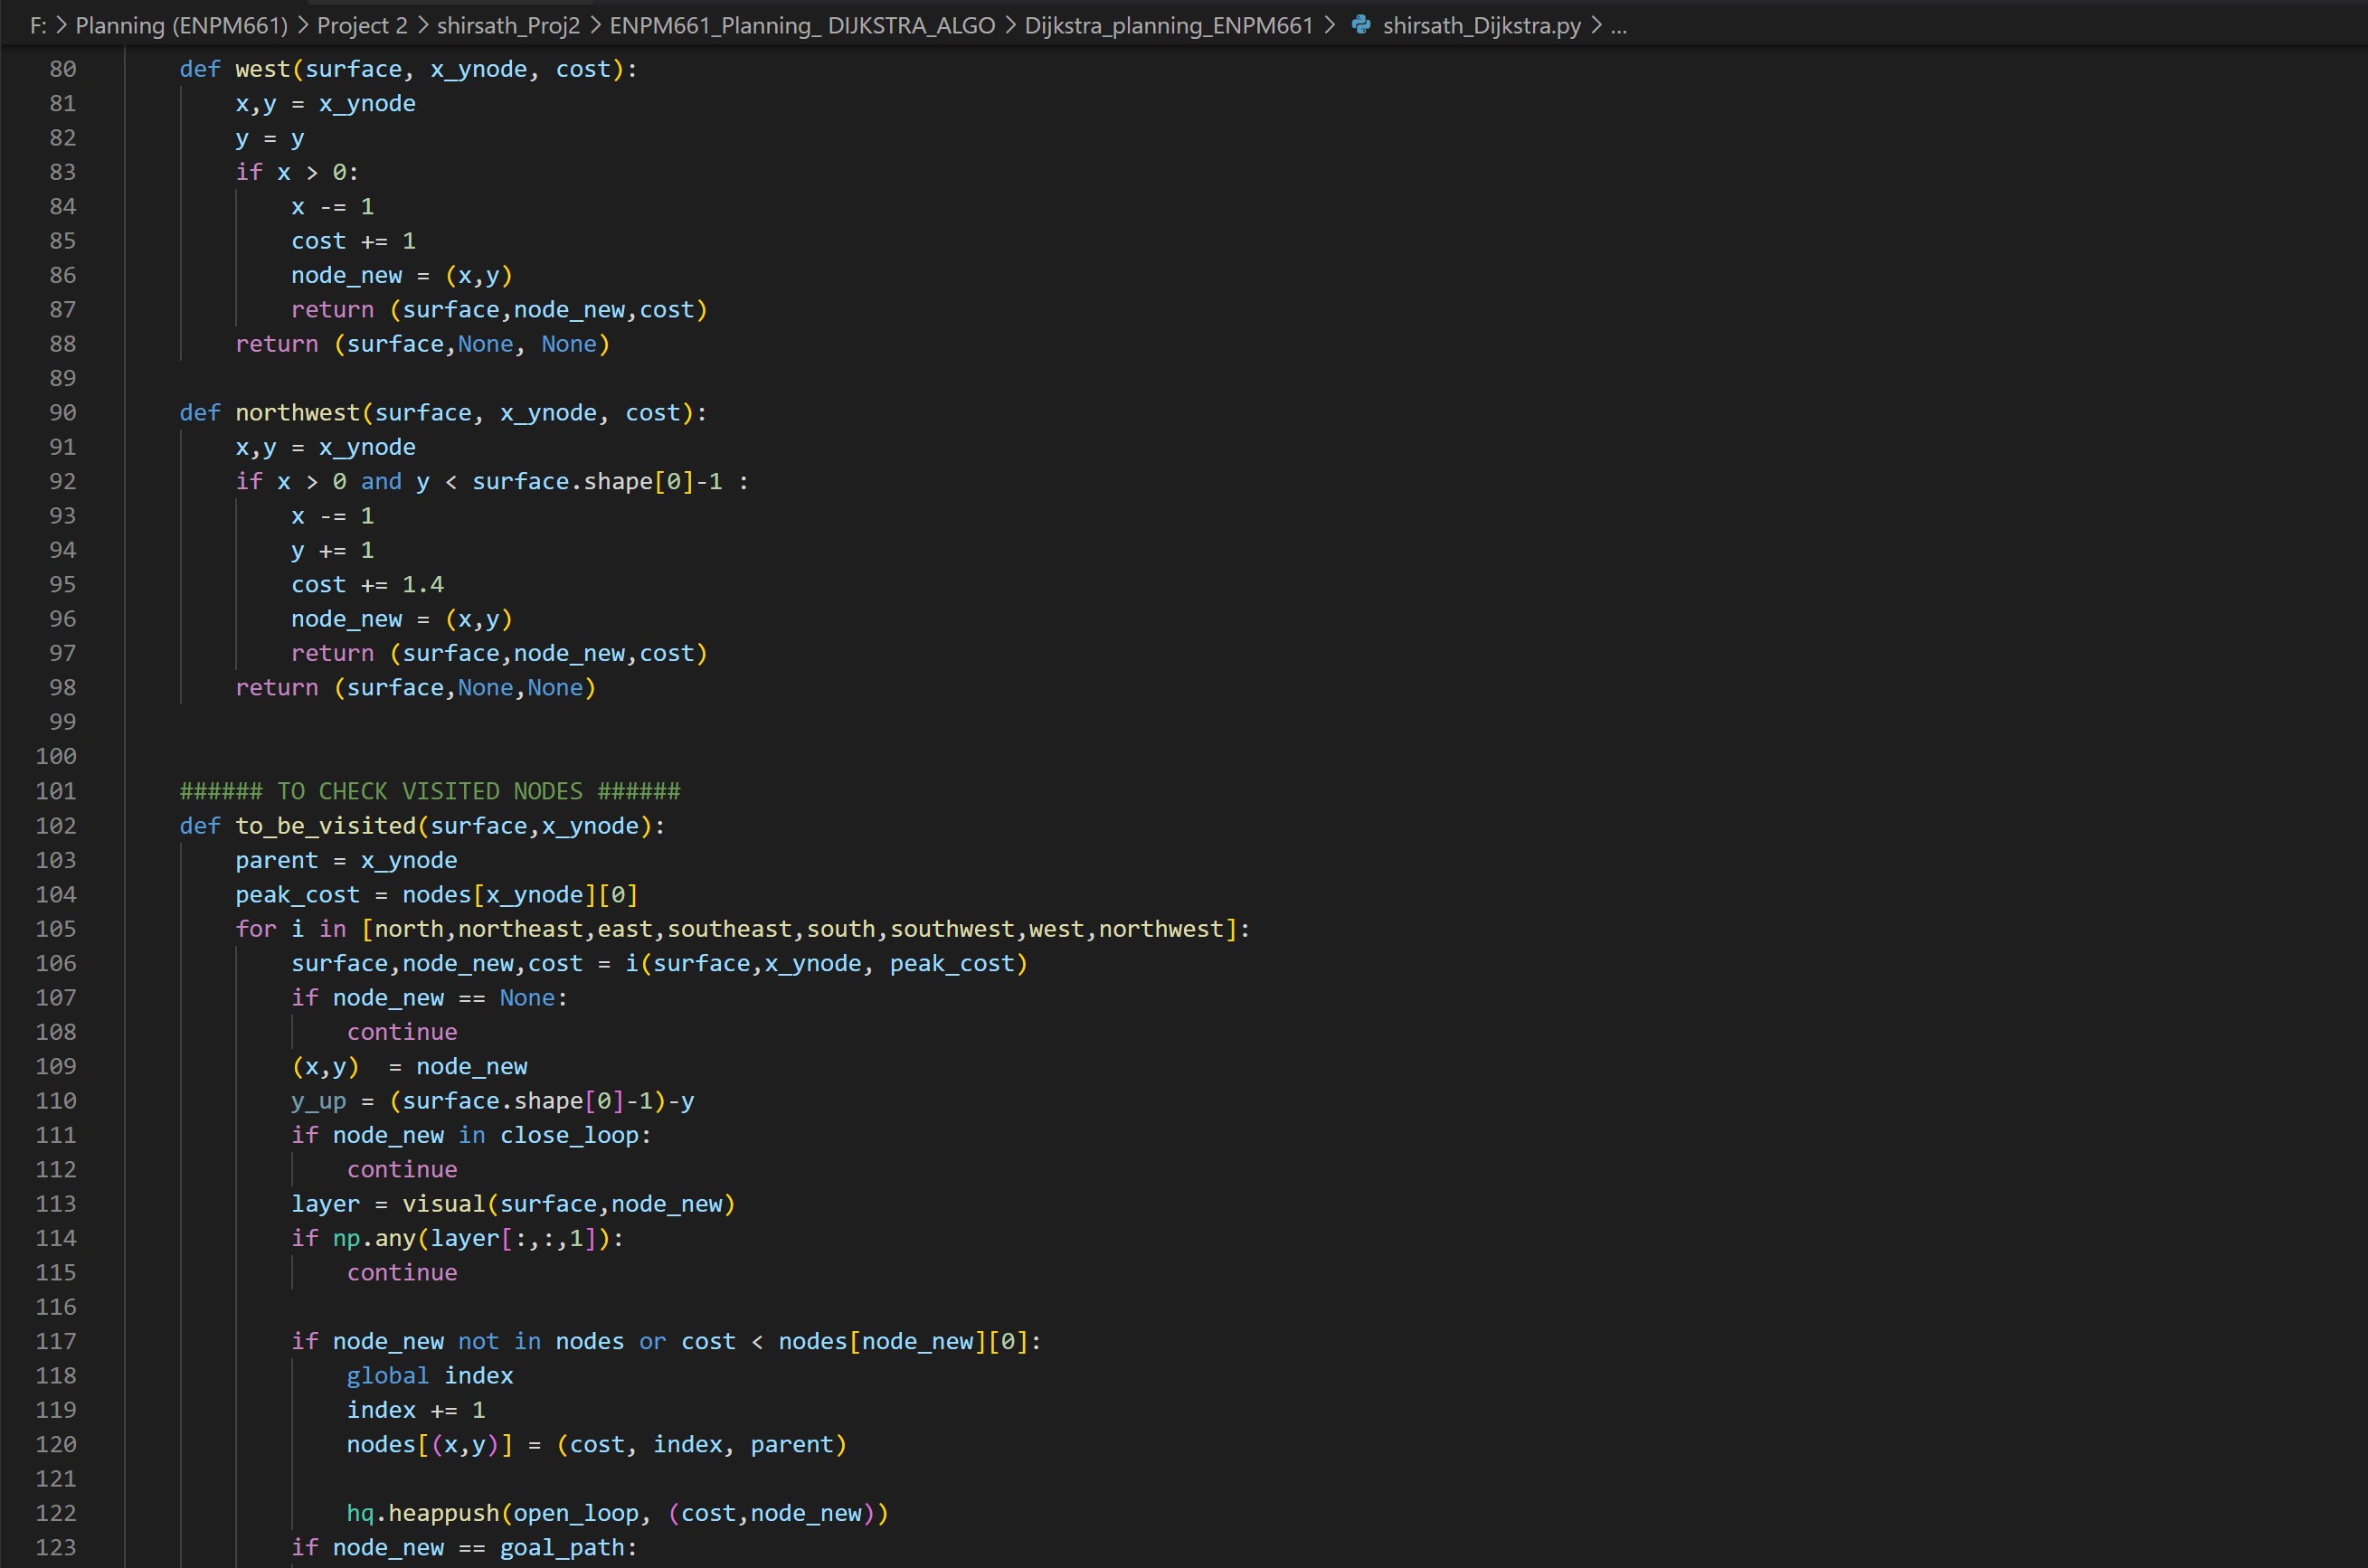 F: > Planning (ENPM661) > Project 2 > shirsath_Proj2 > ENPM661_Planning_ DIJKSTRA_ALGO > Dijkstra_planning_ENPM661 > shirsath_Dijkstra.py > ...
80 def west(surface, x_ynode, cost):
81 x,y = x_ynode
82 y = y
83 if x > 0:
84 x -= 1
85 cost += 1
86 node_new = (x,y)
87 return (surface,node_new,cost)
88 return (surface,None, None)
89
90 def northwest(surface, x_ynode, cost):
91 x,y = x_ynode
92 if x > 0 and y < surface.shape[0]-1 :
93 x -= 1
94 y += 1
95 cost += 1.4
96 node_new = (x,y)
97 return (surface,node_new,cost)
98 return (surface,None,None)
99
100
101 ###### TO CHECK VISITED NODES ######
102 def to_be_visited(surface,x_ynode):
103 parent = x_ynode
104 peak_cost = nodes[x_ynode][0]
105 for i in [north,northeast,east,southeast,south,southwest,west,northwest]:
106 surface,node_new,cost = i(surface,x_ynode, peak_cost)
107 if node_new == None:
108 continue
109 (x,y)  = node_new
110 y_up = (surface.shape[0]-1)-y
111 if node_new in close_loop:
112 continue
113 layer = visual(surface,node_new)
114 if np.any(layer[:,:,1]):
115 continue
116
117 if node_new not in nodes or cost < nodes[node_new][0]:
118 global index
119 index += 1
120 nodes[(x,y)] = (cost, index, parent)
121
122 hq.heappush(open_loop, (cost,node_new))
123 if node_new == goal_path: